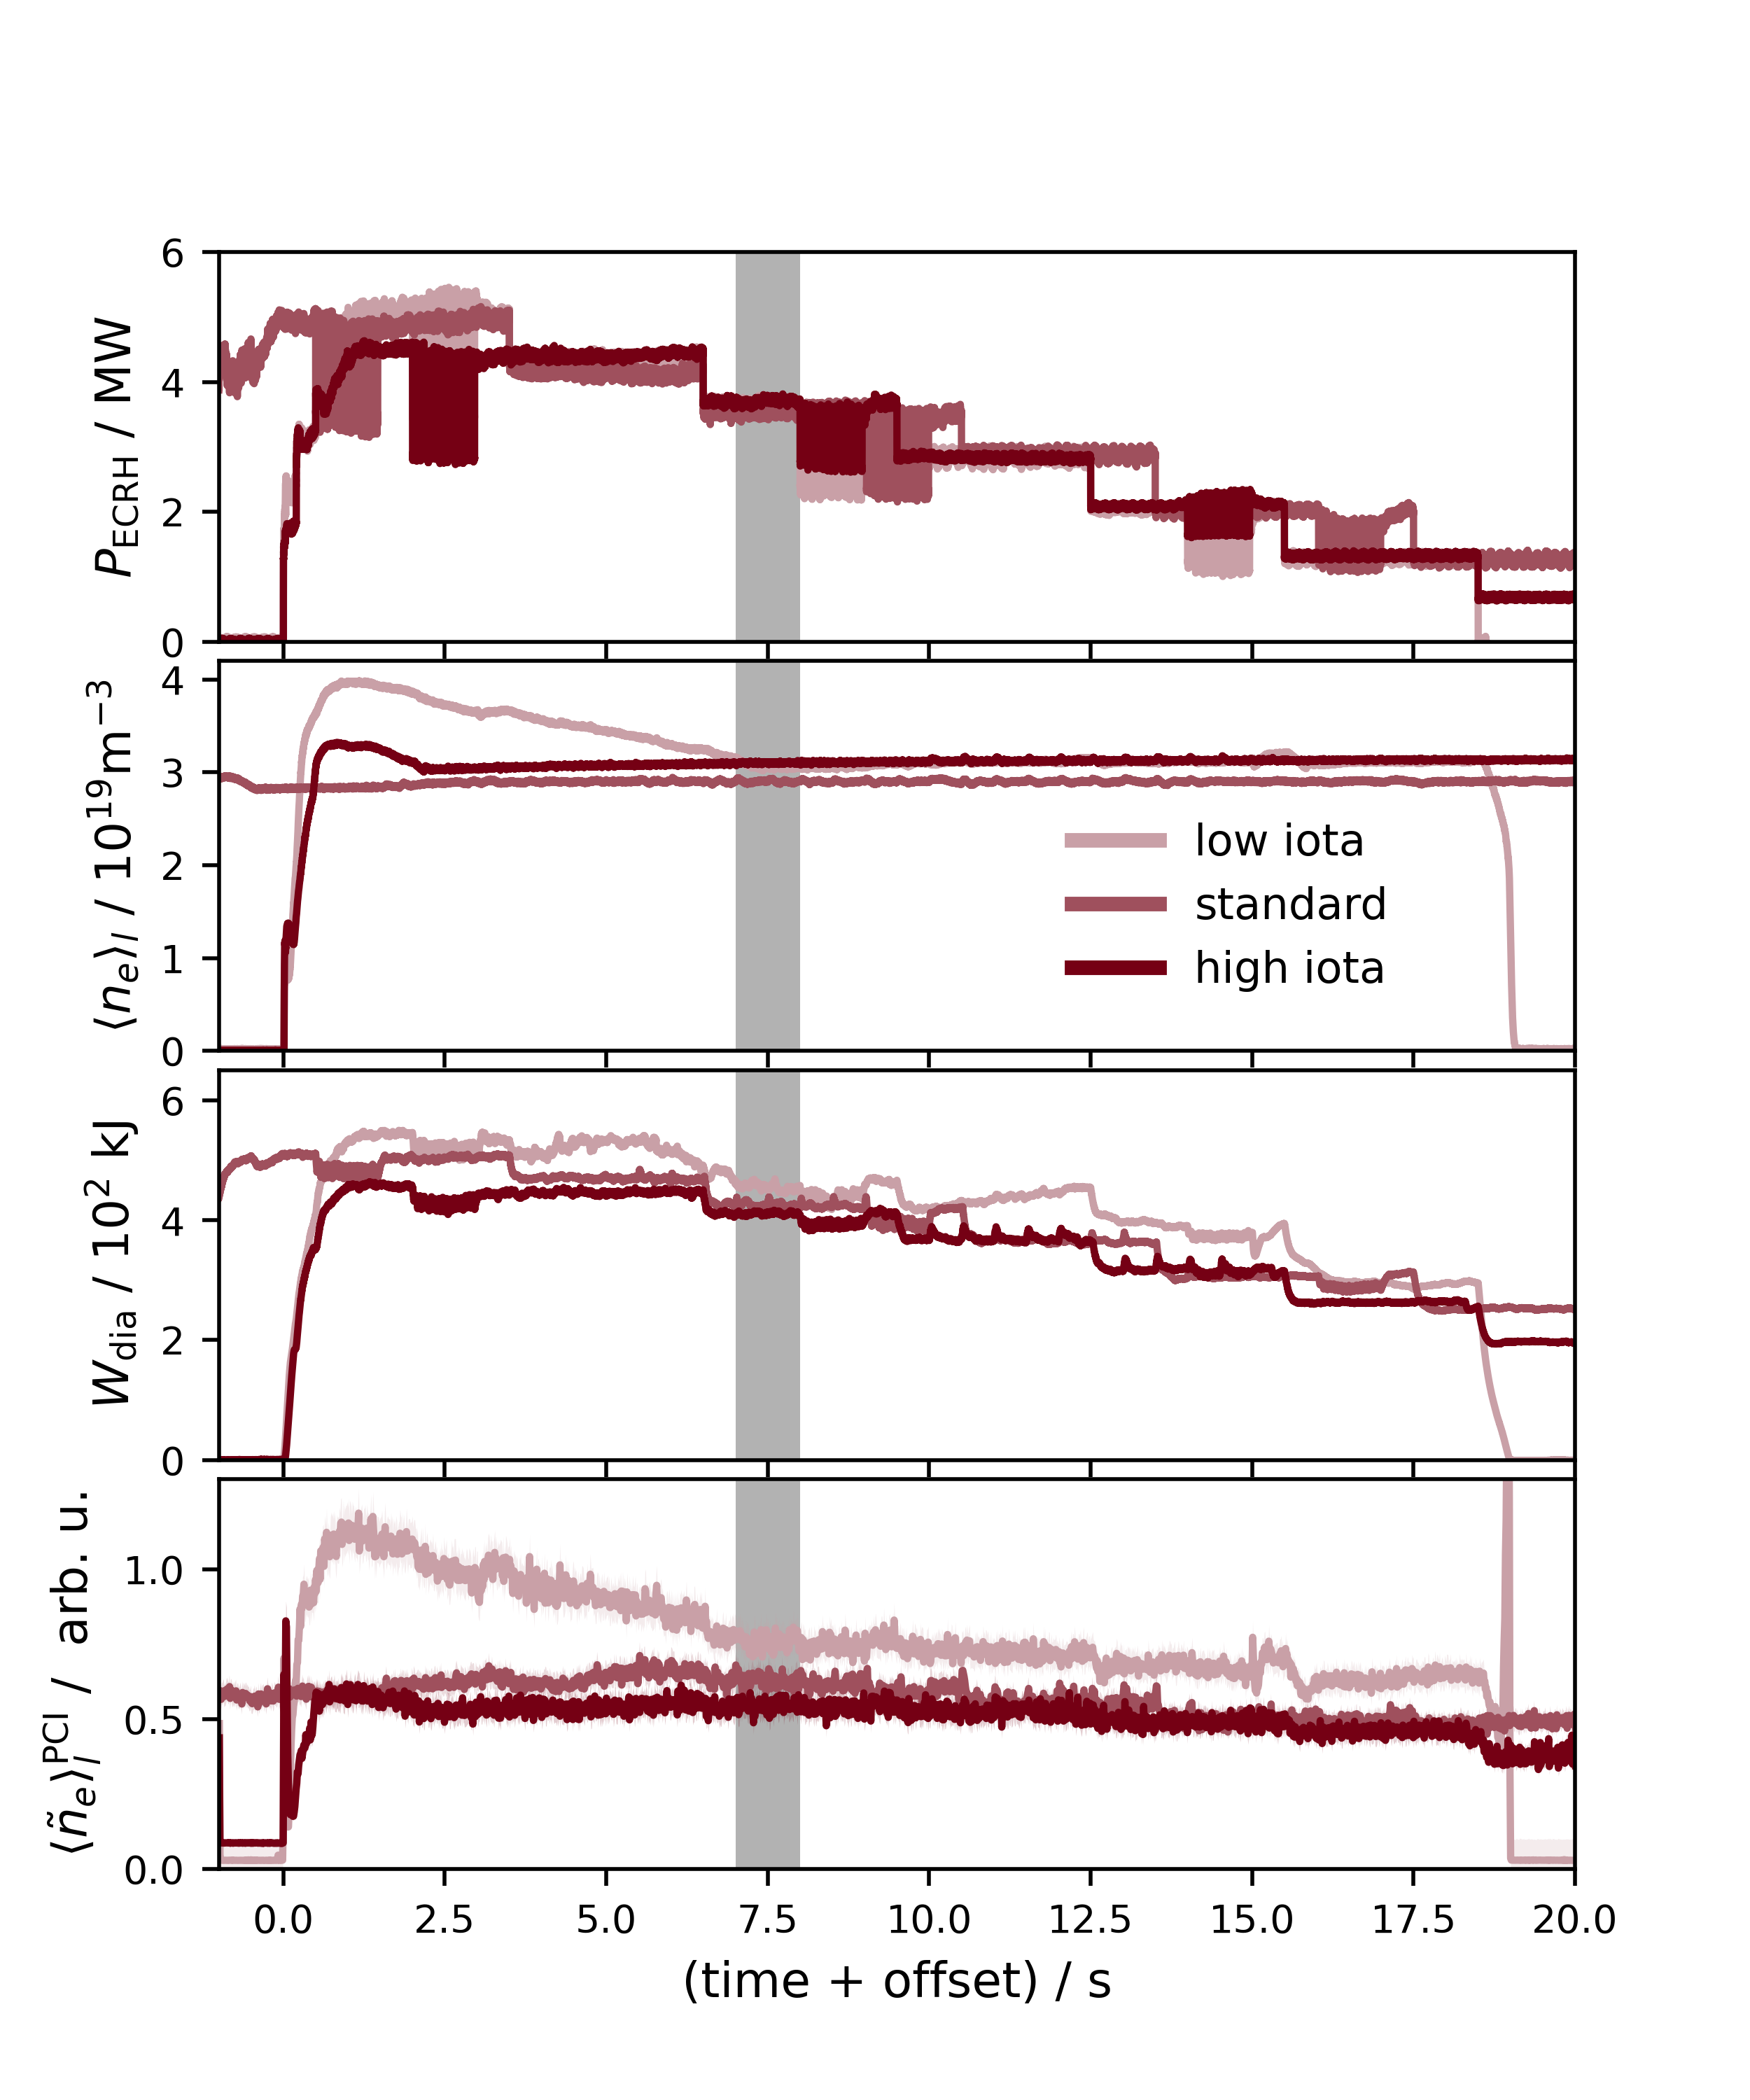 P_ECRH / MW
6
4
2
0
⟨n_e⟩_l / 10^19 m^−3
4
3
2
1
0
low iota
standard
high iota
W_dia / 10^2 kJ
6
4
2
0
⟨ñ_e⟩_l^PCI / arb. u.
1.0
0.5
0.0
0.0 2.5 5.0 7.5 10.0 12.5 15.0 17.5 20.0
(time + offset) / s